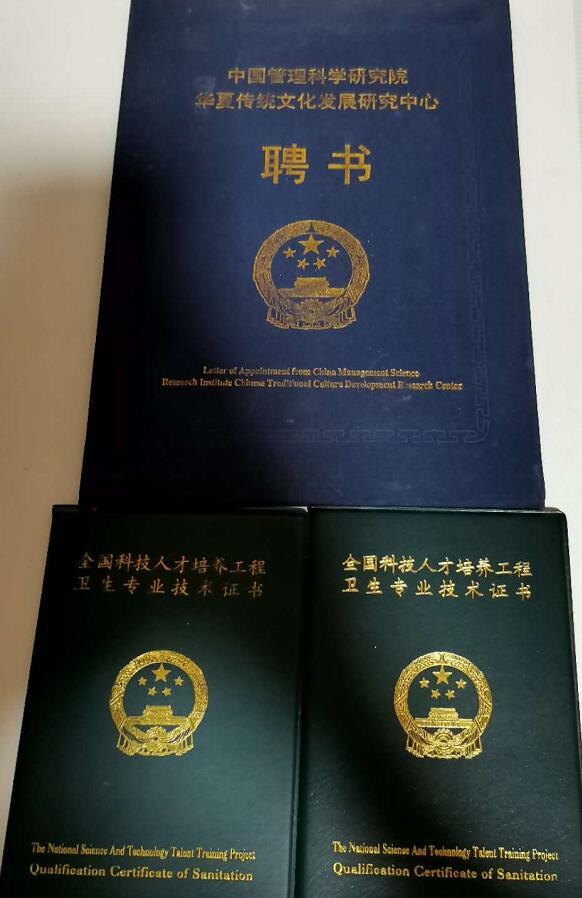 中国管理科学研究院
华夏传统文化发展研究中心
聘书
Letter of Appointment from China Management Science
Research Institute Chinese Traditional Culture Development Research Center
全国科技人才培养工程
卫生专业技术证书
The National Science And Technology Talent Training Project
Qualification Certificate of Sanitation
全国科技人才培养工程
卫生专业技术证书
The National Science And Technology Talent Training Project
Qualification Certificate of Sanitation